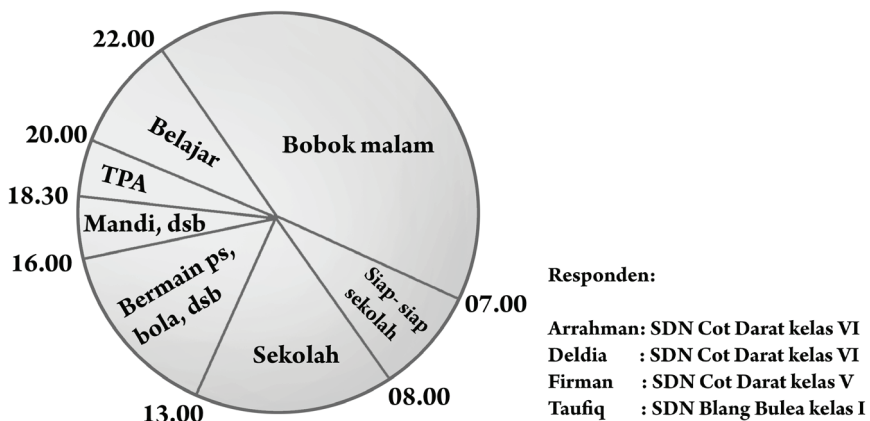 22.00
Bobok malam
Belajar
20.00
TPA
18.30
Mandi, dsb
16.00
Bermain ps,
bola, dsb
Siap- siap
sekolah
07.00
Sekolah
08.00
13.00
Responden:
Arrahman: SDN Cot Darat kelas VI
Deldia : SDN Cot Darat kelas VI
Firman : SDN Cot Darat kelas V
Taufiq : SDN Blang Bulea kelas I